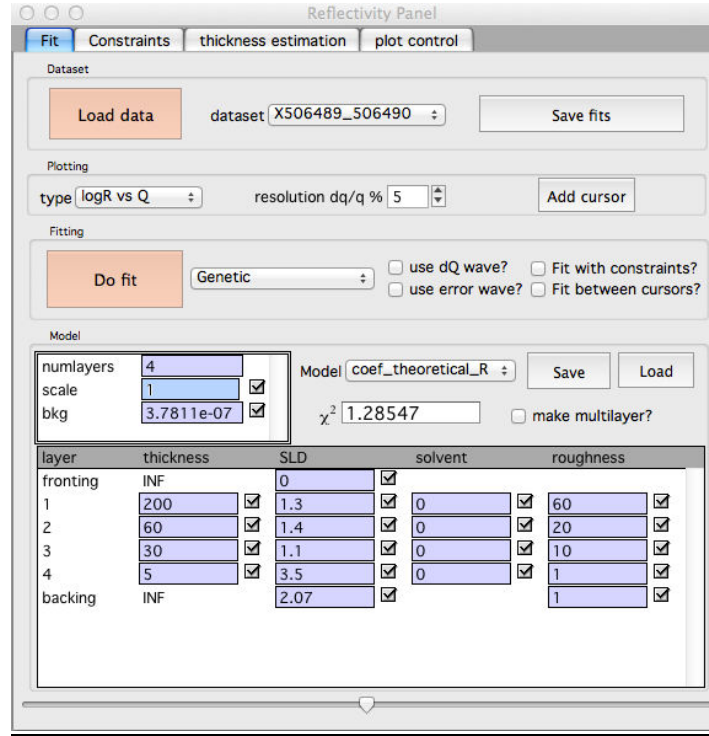 Reflectivity Panel
Fit Constraints thickness estimation plot control
Dataset
Load data dataset X506489_506490 Save fits
Plotting
type logR vs Q resolution dq/q % 5 Add cursor
Fitting
Do fit Genetic use dQ wave? Fit with constraints?
use error wave? Fit between cursors?
Model
numlayers 4
scale 1
bkg 3.7811e-07
Model coef_theoretical_R Save Load
χ² 1.28547 make multilayer?
layer thickness SLD solvent roughness
fronting INF 0
1 200 1.3 0 60
2 60 1.4 0 20
3 30 1.1 0 10
4 5 3.5 0 1
backing INF 2.07 1